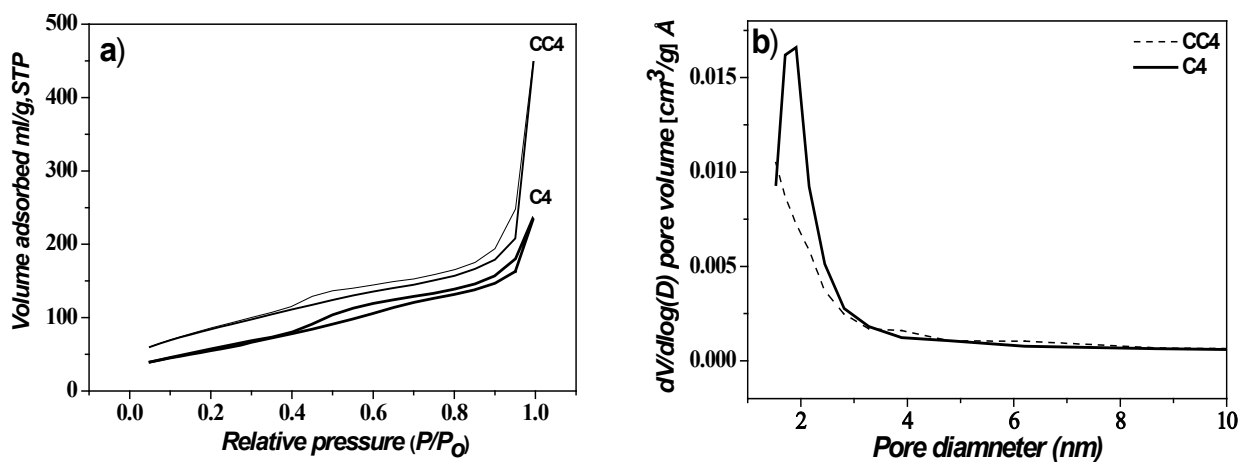 a)
CC4
C4
500
400
300
200
100
0
Volume adsorbed ml/g,STP
0.0 0.2 0.4 0.6 0.8 1.0
Relative pressure (P/PO)
b)
CC4
C4
0.015
0.010
0.005
0.000
dV/dlog(D) pore volume [cm³/g] Å
2 4 6 8 10
Pore diamneter (nm)